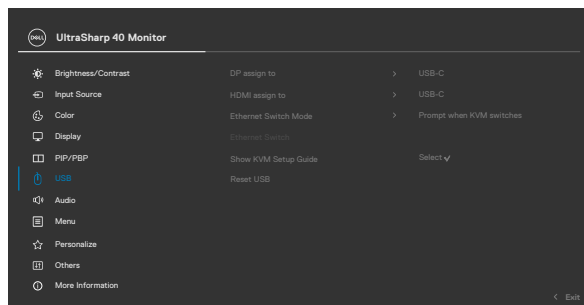 DELL
UltraSharp 40 Monitor
Brightness/Contrast
DP assign to > USB-C
Input Source
HDMI assign to > USB-C
Color
Ethernet Switch Mode > Prompt when KVM switches
Display
Ethernet Switch
PIP/PBP
Show KVM Setup Guide Select ✓
USB
Reset USB
Audio
Menu
Personalize
Others
More Information
< Exit